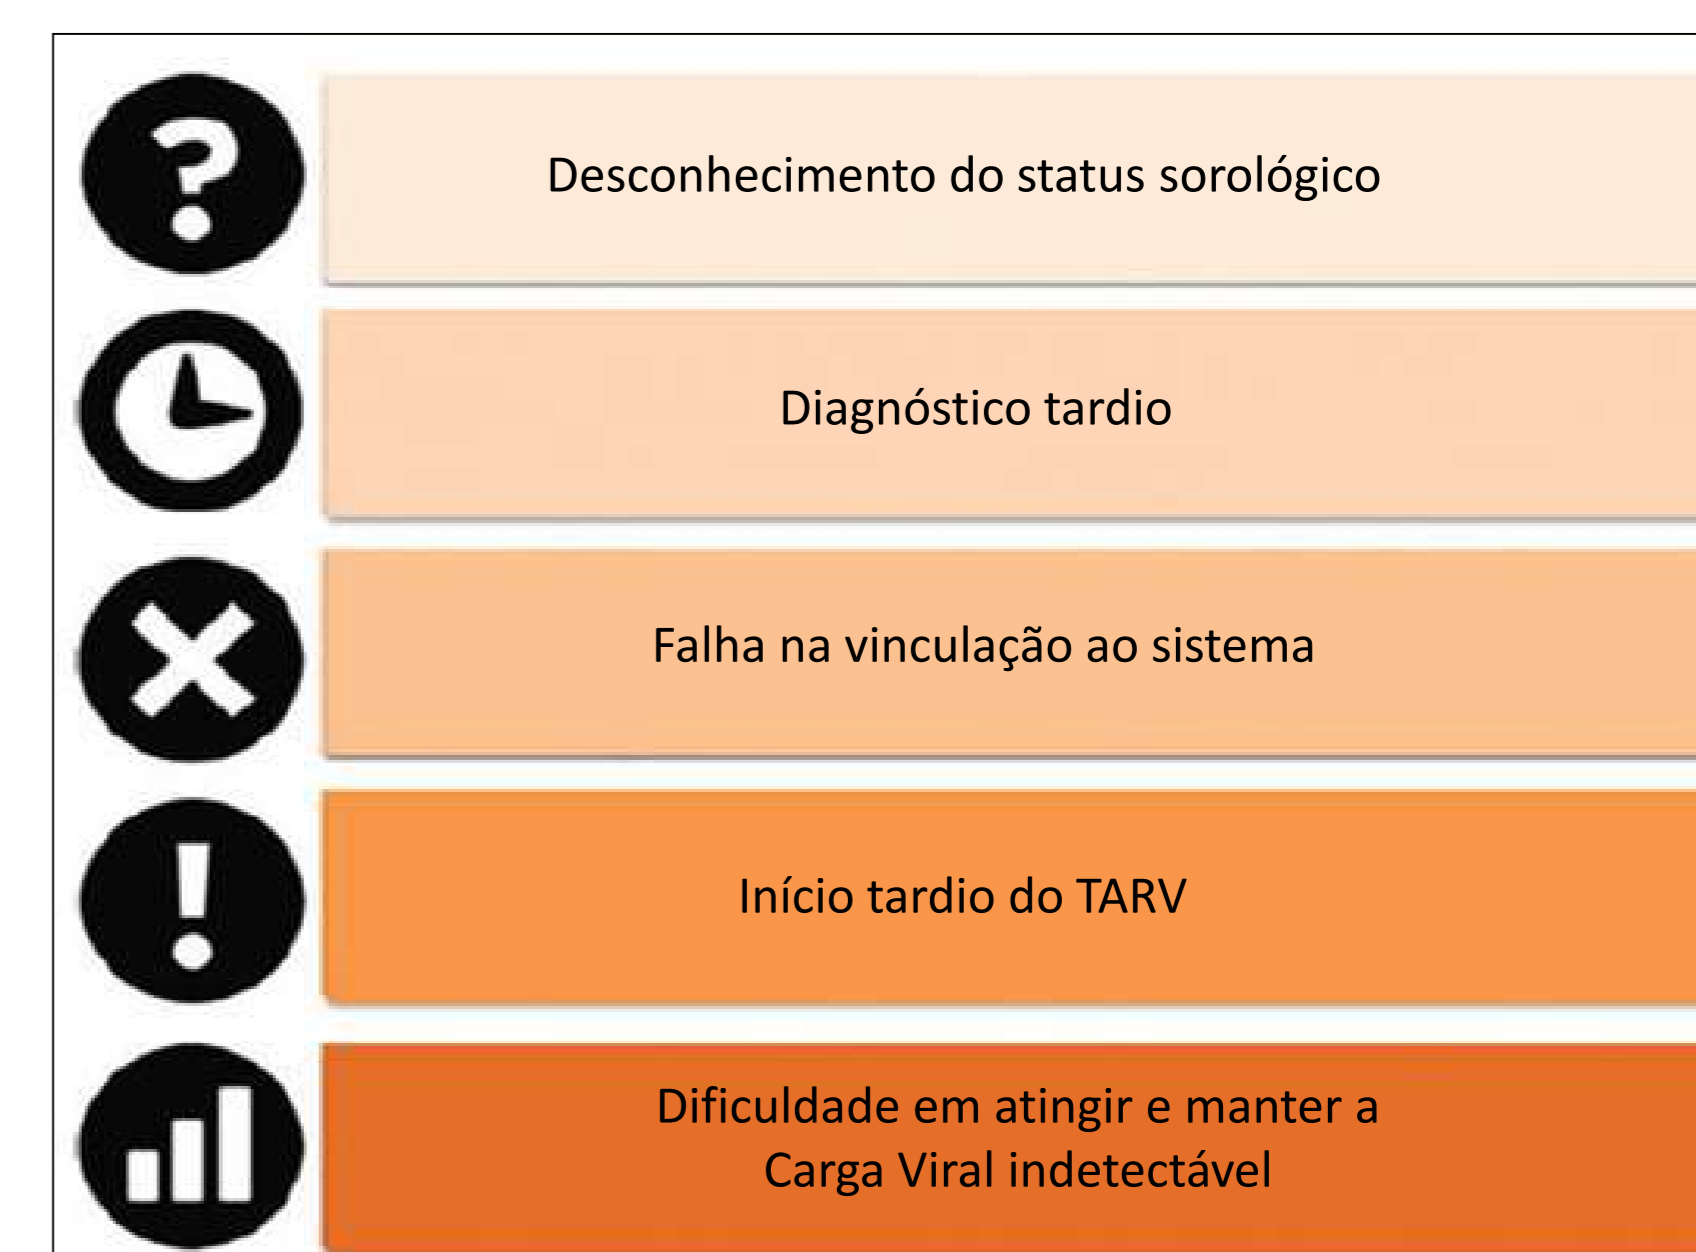 Desconhecimento do status sorológico
Diagnóstico tardio
Falha na vinculação ao sistema
Início tardio do TARV
Dificuldade em atingir e manter a
Carga Viral indetectável